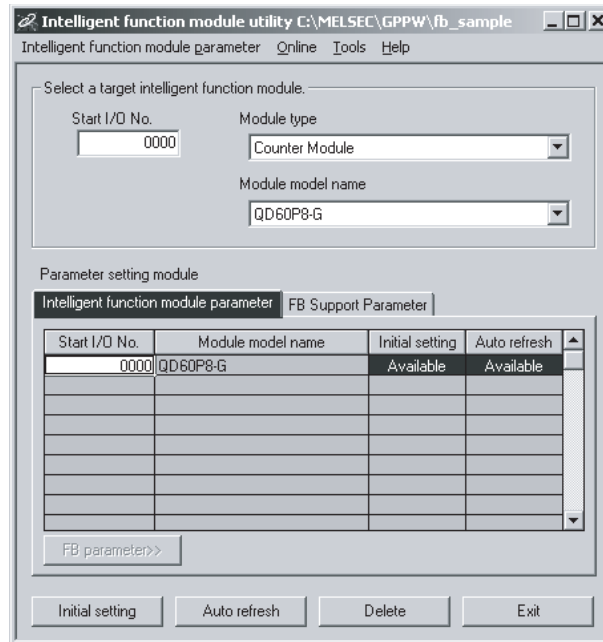 Intelligent function module utility C:\MELSEC\GPPW\fb_sample
Intelligent function module parameter Online Tools Help
Select a target intelligent function module.
Start I/O No. Module type
0000 Counter Module
Module model name
QD60P8-G
Parameter setting module
Intelligent function module parameter FB Support Parameter
Start I/O No. Module model name Initial setting Auto refresh
0000 QD60P8-G Available Available
FB parameter>>
Initial setting Auto refresh Delete Exit